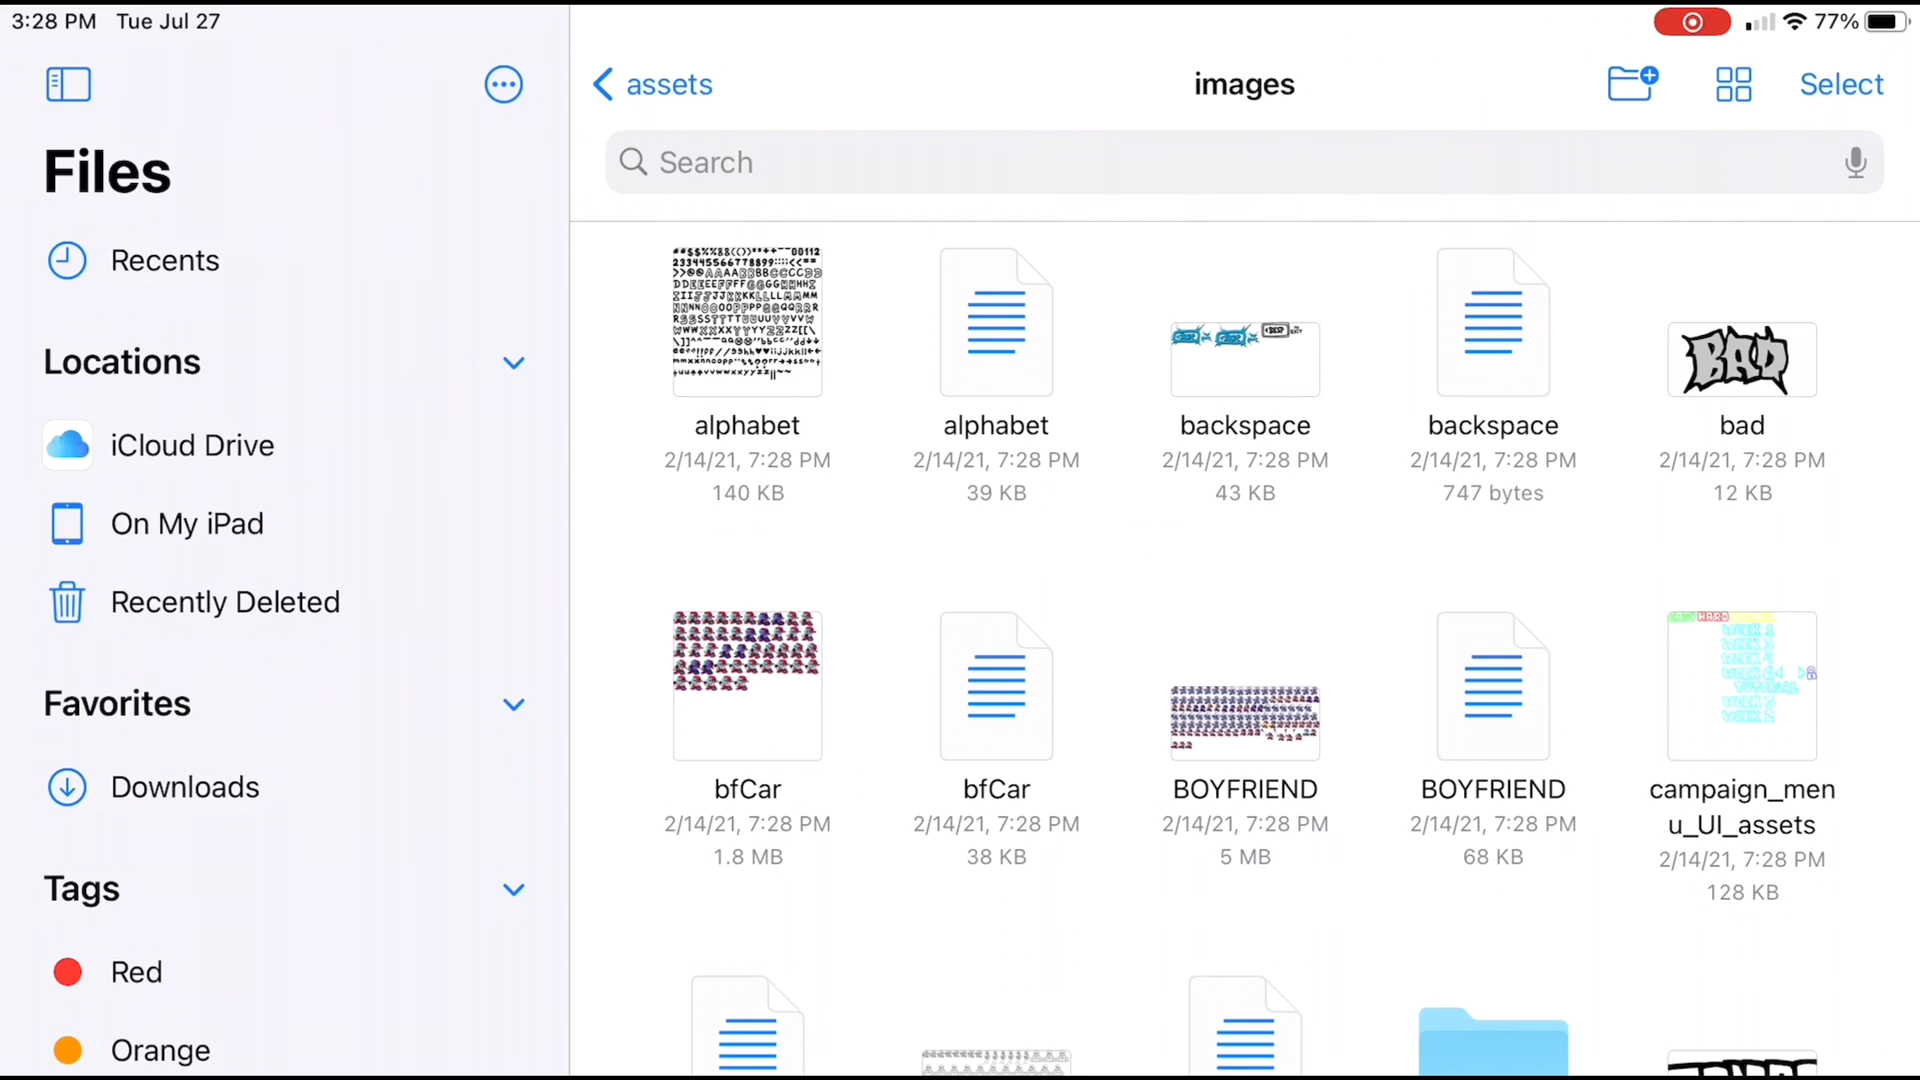 3:28 PM Tue Jul 27
77%
Files
Recents
Locations
iCloud Drive
On My iPad
Recently Deleted
Favorites
Downloads
Tags
Red
Orange
assets
images
Select
Search
alphabet
2/14/21, 7:28 PM
140 KB
alphabet
2/14/21, 7:28 PM
39 KB
backspace
2/14/21, 7:28 PM
43 KB
backspace
2/14/21, 7:28 PM
747 bytes
BAD
bad
2/14/21, 7:28 PM
12 KB
bfCar
2/14/21, 7:28 PM
1.8 MB
bfCar
2/14/21, 7:28 PM
38 KB
BOYFRIEND
2/14/21, 7:28 PM
5 MB
BOYFRIEND
2/14/21, 7:28 PM
68 KB
HARD
TUTORIAL
campaign_men
u_UI_assets
2/14/21, 7:28 PM
128 KB